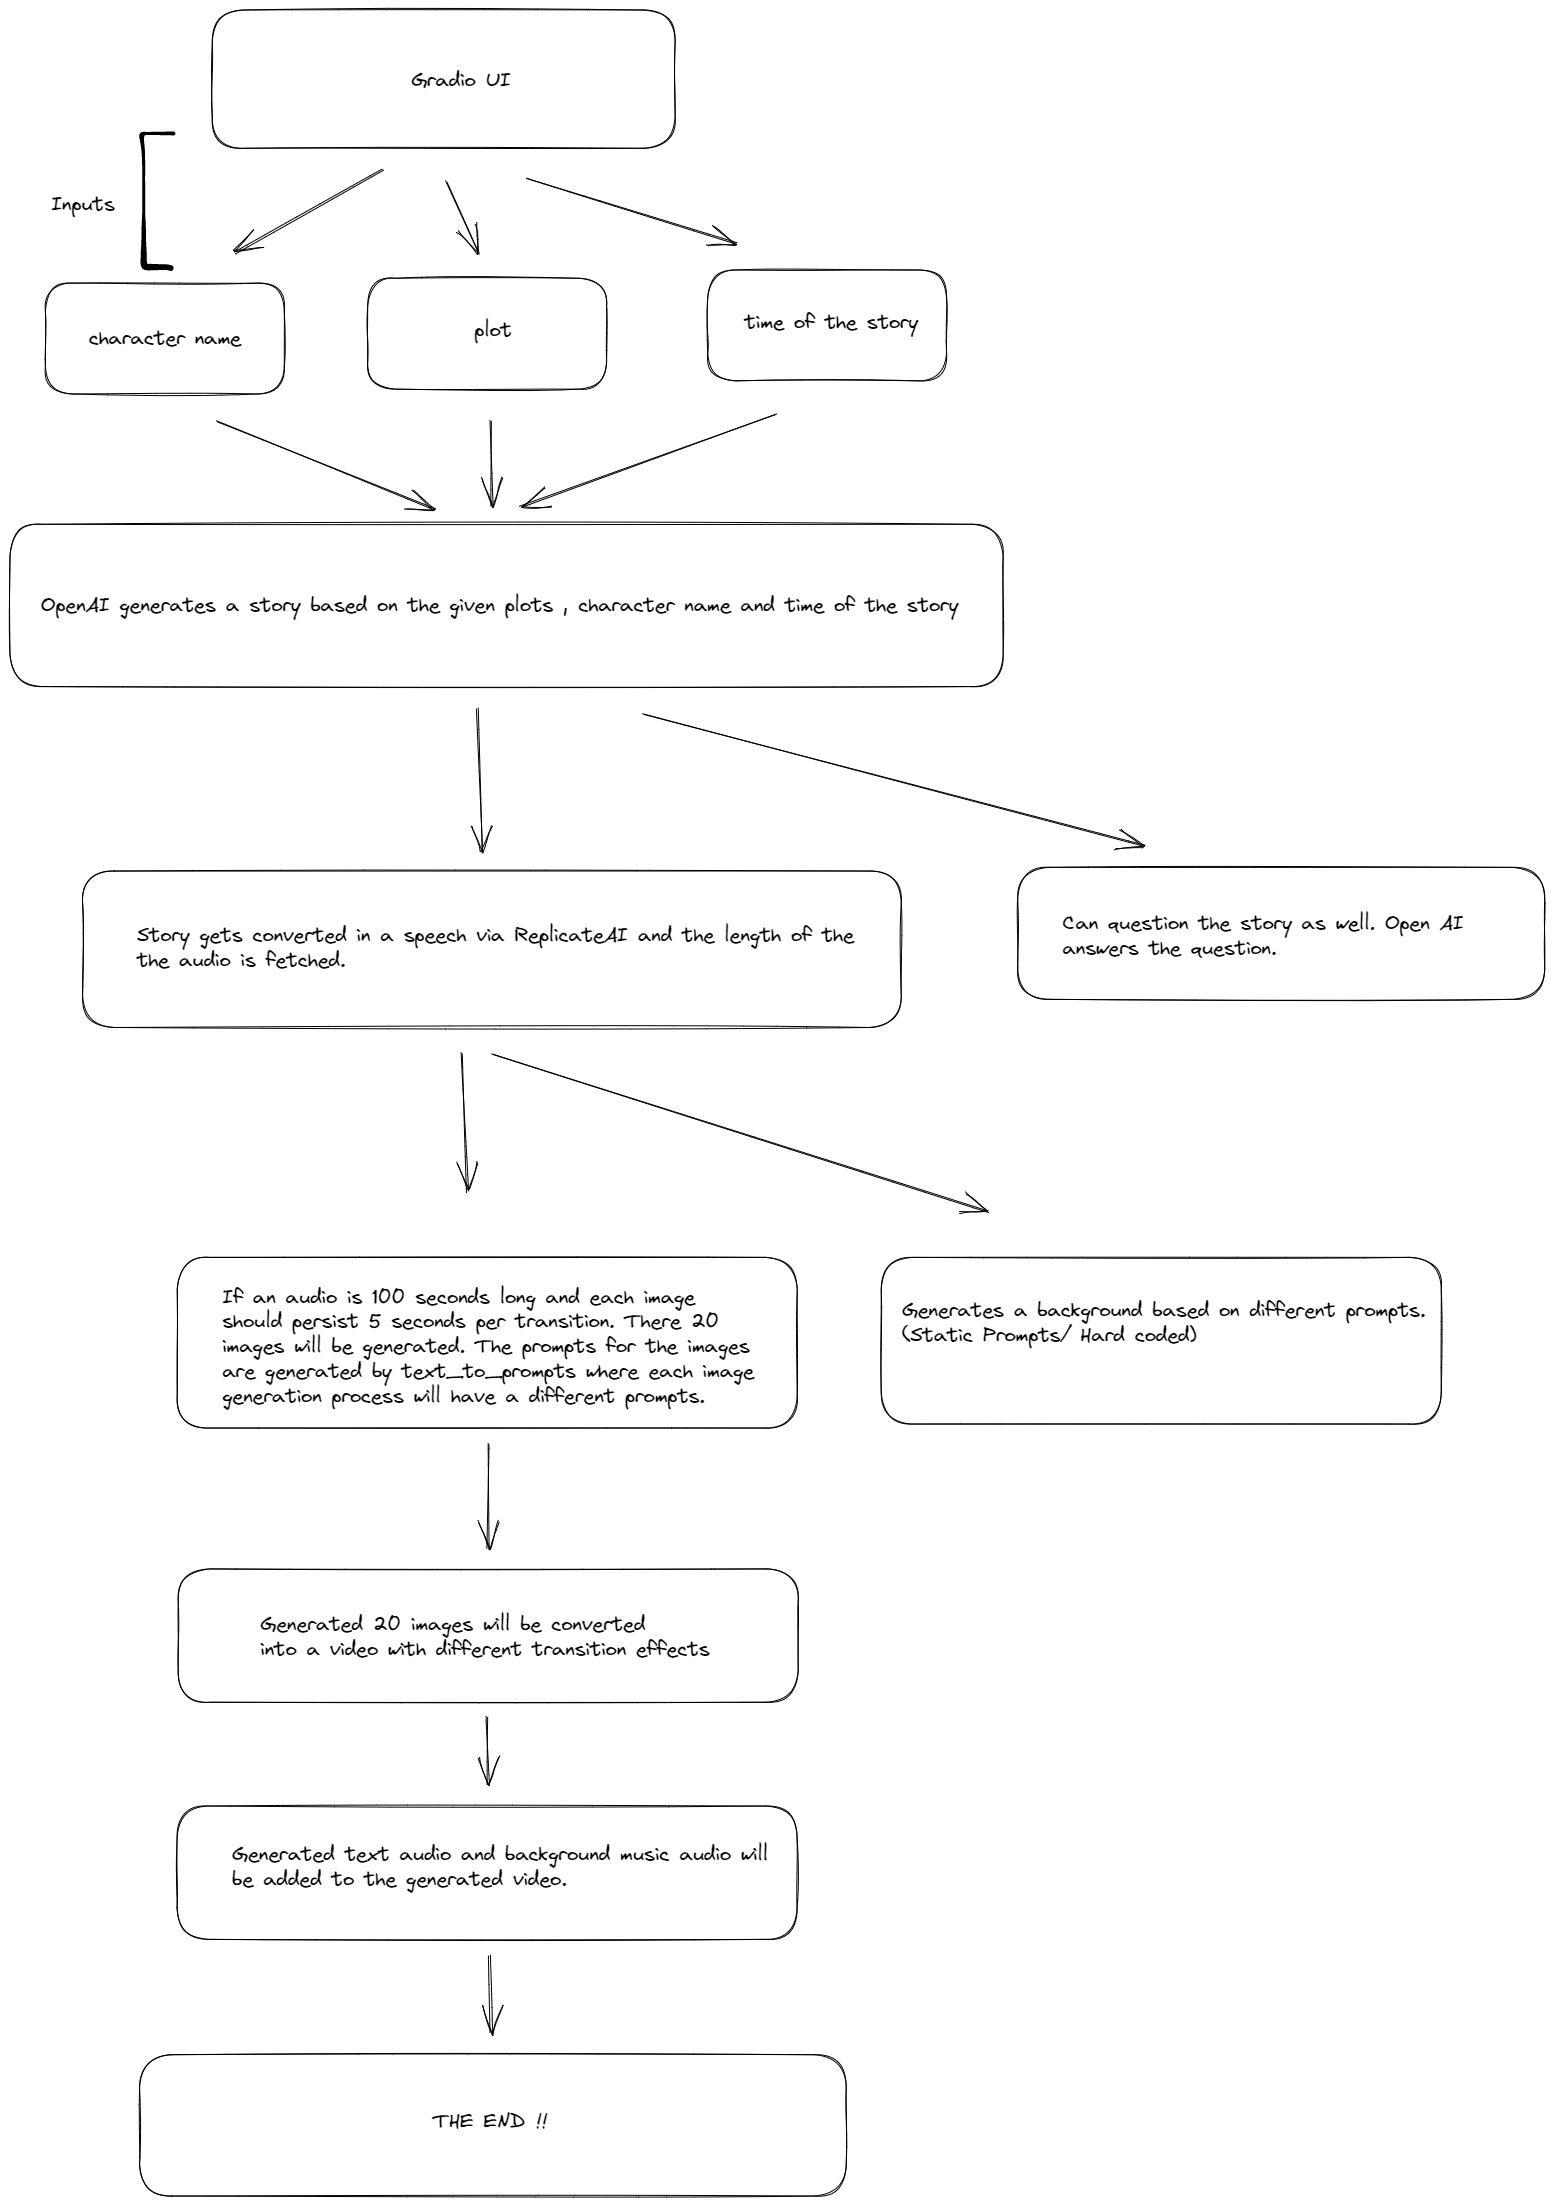 Gradio UI
Inputs
character name
plot
time of the story
OpenAI generates a story based on the given plots , character name and time of the story
Story gets converted in a speech via ReplicateAI and the length of the
the audio is fetched.
Can question the story as well. Open AI
answers the question.
If an audio is 100 seconds long and each image
should persist 5 seconds per transition. There 20
images will be generated. The prompts for the images
are generated by text_to_prompts where each image
generation process will have a different prompts.
Generates a background based on different prompts.
(Static Prompts/ Hard coded)
Generated 20 images will be converted
into a video with different transition effects
Generated text audio and background music audio will
be added to the generated video.
THE END !!